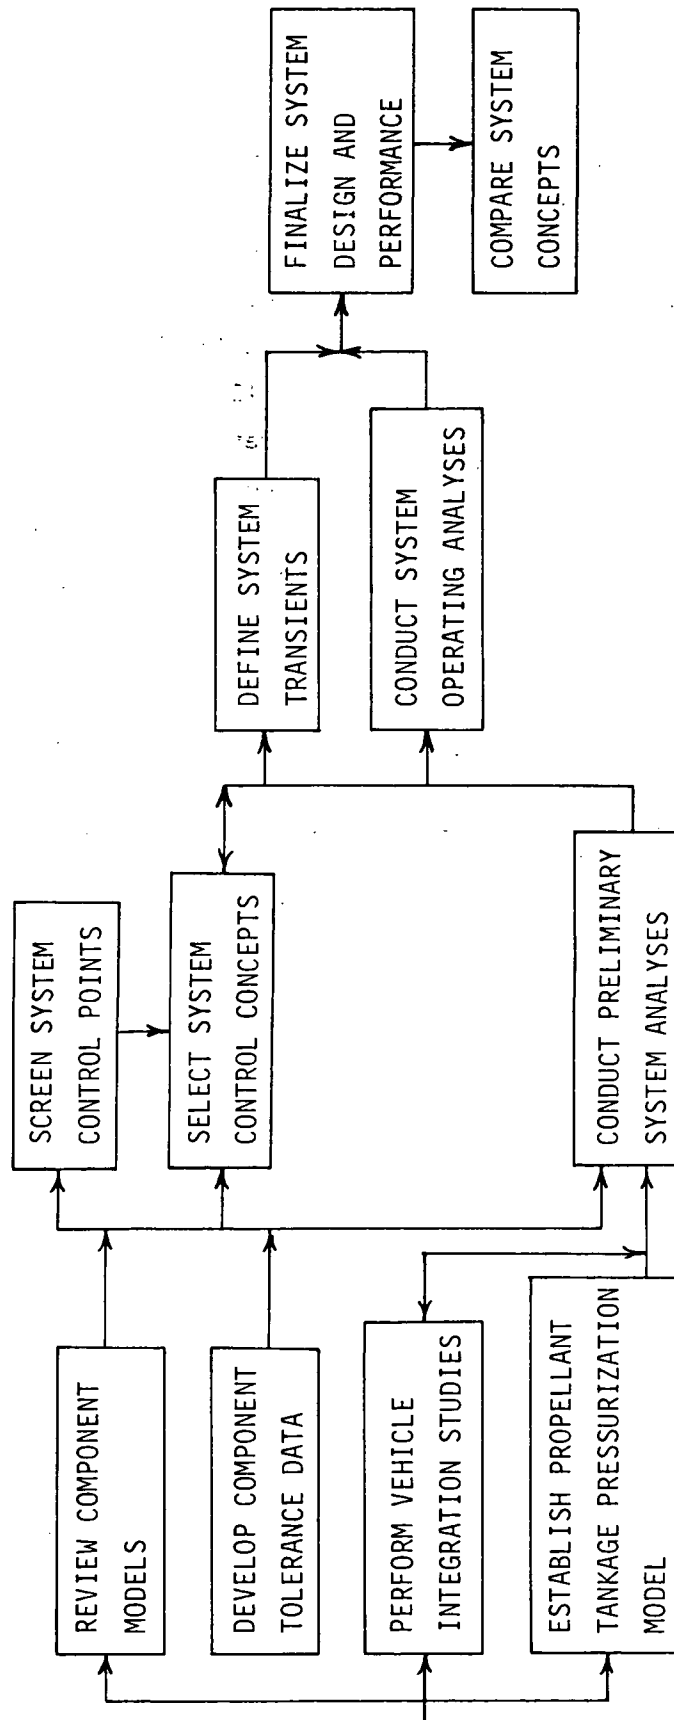 REVIEW COMPONENT
MODELS
DEVELOP COMPONENT
TOLERANCE DATA
PERFORM VEHICLE
INTEGRATION STUDIES
ESTABLISH PROPELLANT
TANKAGE PRESSURIZATION
MODEL
SCREEN SYSTEM
CONTROL POINTS
SELECT SYSTEM
CONTROL CONCEPTS
CONDUCT PRELIMINARY
SYSTEM ANALYSES
DEFINE SYSTEM
TRANSIENTS
CONDUCT SYSTEM
OPERATING ANALYSES
FINALIZE SYSTEM
DESIGN AND
PERFORMANCE
COMPARE SYSTEM
CONCEPTS